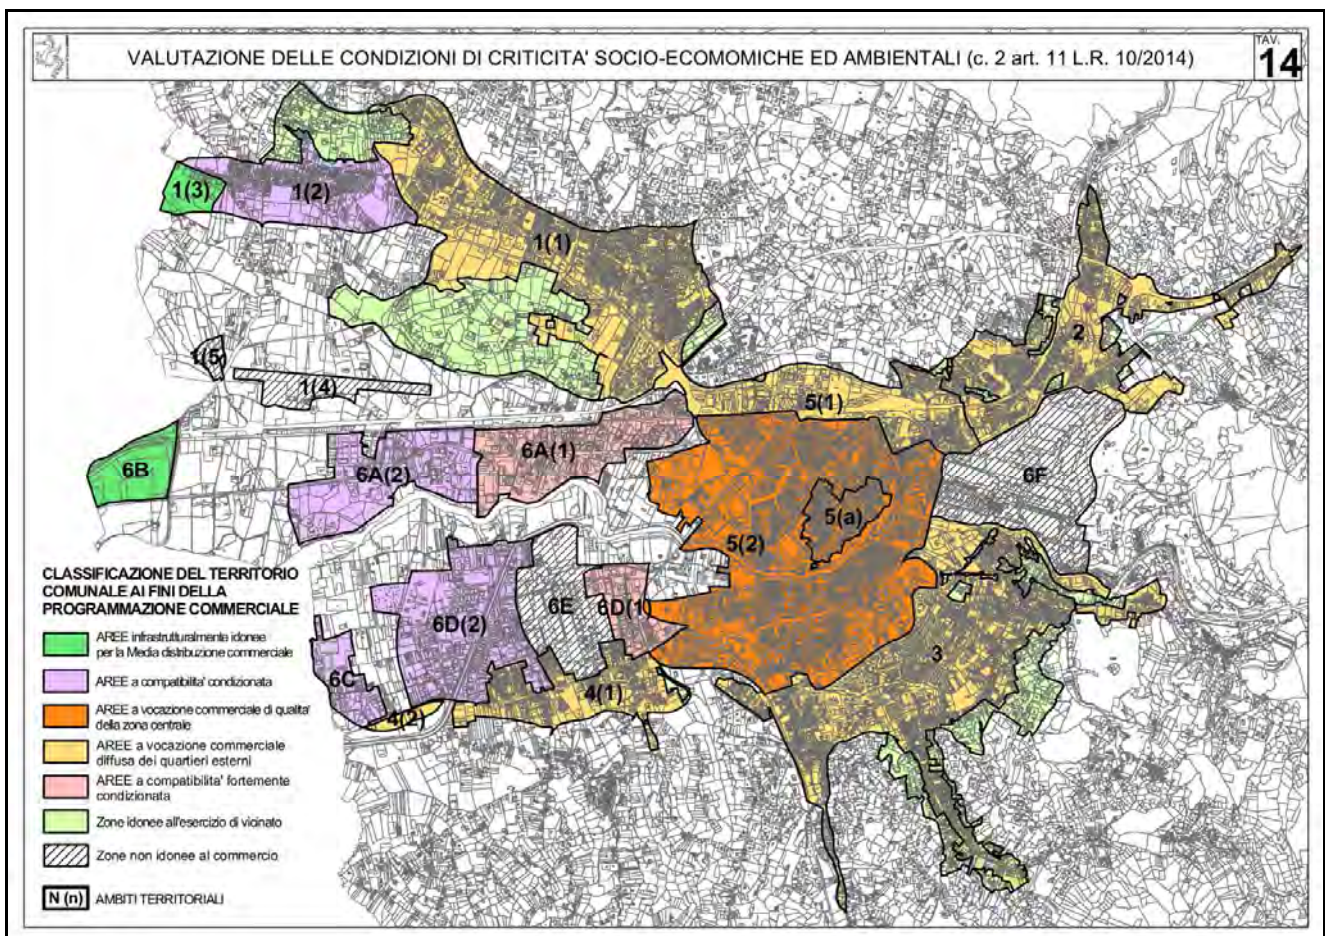 VALUTAZIONE DELLE CONDIZIONI DI CRITICITA' SOCIO-ECOMOMICHE ED AMBIENTALI (c. 2 art. 11 L.R. 10/2014)
TAV.
14
1(3)
1(2)
1(1)
2
1(5)
1(4)
5(1)
6A(1)
6B
6A(2)
6F
5(a)
5(2)
6E
6D(1)
6D(2)
3
6C
4(1)
4(2)
CLASSIFICAZIONE DEL TERRITORIO
COMUNALE AI FINI DELLA
PROGRAMMAZIONE COMMERCIALE
AREE infrastrutturalmente idonee
per la Media distribuzione commerciale
AREE a compatibilita' condizionata
AREE a vocazione commerciale di qualita'
della zona centrale
AREE a vocazione commerciale
diffusa dei quartieri esterni
AREE a compatibilita' fortemente
condizionata
Zone idonee all'esercizio di vicinato
Zone non idonee al commercio
N (n) AMBITI TERRITORIALI